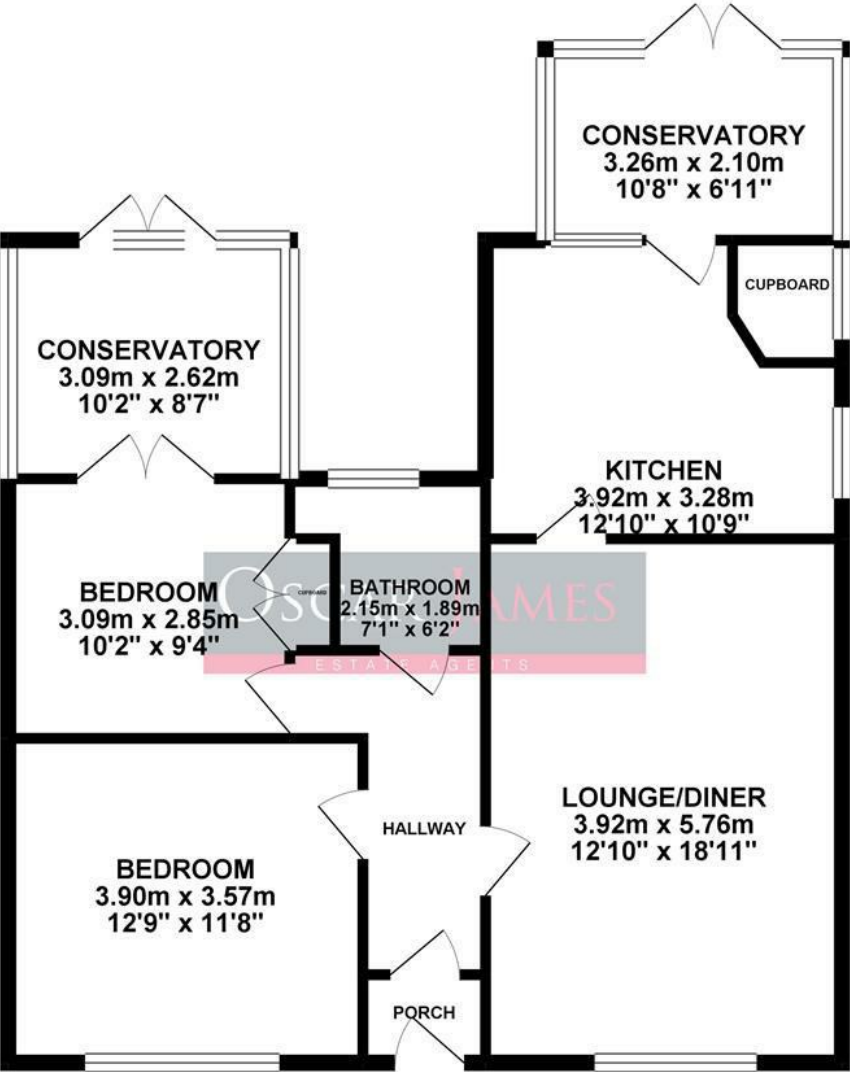 CONSERVATORY
3.26m x 2.10m
10'8" x 6'11"
CUPBOARD
CONSERVATORY
3.09m x 2.62m
10'2" x 8'7"
KITCHEN
3.92m x 3.28m
12'10" x 10'9"
BEDROOM
3.09m x 2.85m
10'2" x 9'4"
CUPBOARD
BATHROOM
2.15m x 1.89m
7'1" x 6'2"
OSCAR JAMES
ESTATE AGENTS
LOUNGE/DINER
3.92m x 5.76m
12'10" x 18'11"
HALLWAY
BEDROOM
3.90m x 3.57m
12'9" x 11'8"
PORCH